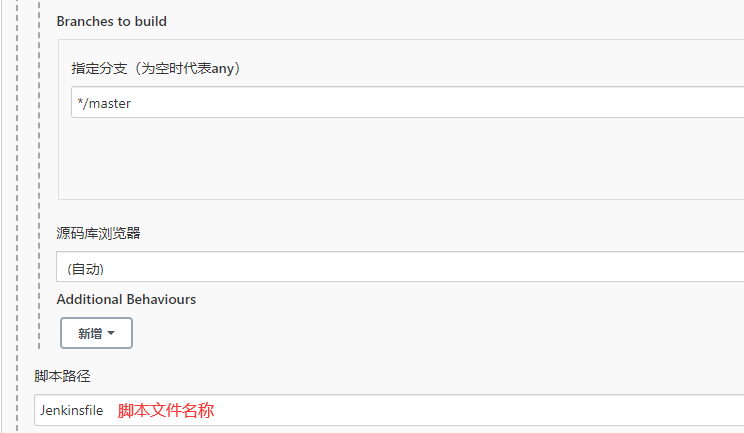 Branches to build
指定分支（为空时代表any）
*/master
源码库浏览器
(自动)
Additional Behaviours
新增
脚本路径
Jenkinsfile 脚本文件名称